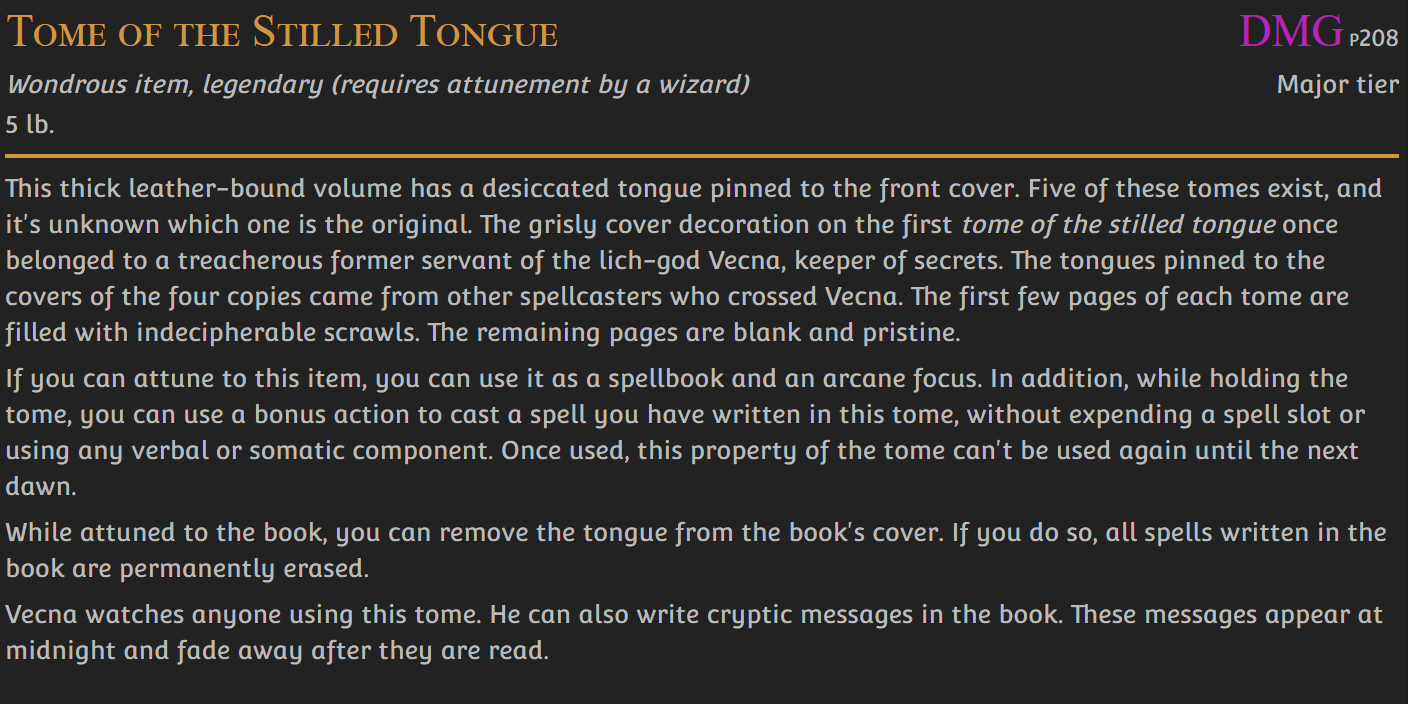 Tome of the Stilled Tongue DMG P208
Wondrous item, legendary (requires attunement by a wizard) Major tier
5 lb.
This thick leather-bound volume has a desiccated tongue pinned to the front cover. Five of these tomes exist, and
it's unknown which one is the original. The grisly cover decoration on the first tome of the stilled tongue once
belonged to a treacherous former servant of the lich-god Vecna, keeper of secrets. The tongues pinned to the
covers of the four copies came from other spellcasters who crossed Vecna. The first few pages of each tome are
filled with indecipherable scrawls. The remaining pages are blank and pristine.
If you can attune to this item, you can use it as a spellbook and an arcane focus. In addition, while holding the
tome, you can use a bonus action to cast a spell you have written in this tome, without expending a spell slot or
using any verbal or somatic component. Once used, this property of the tome can't be used again until the next
dawn.
While attuned to the book, you can remove the tongue from the book's cover. If you do so, all spells written in the
book are permanently erased.
Vecna watches anyone using this tome. He can also write cryptic messages in the book. These messages appear at
midnight and fade away after they are read.